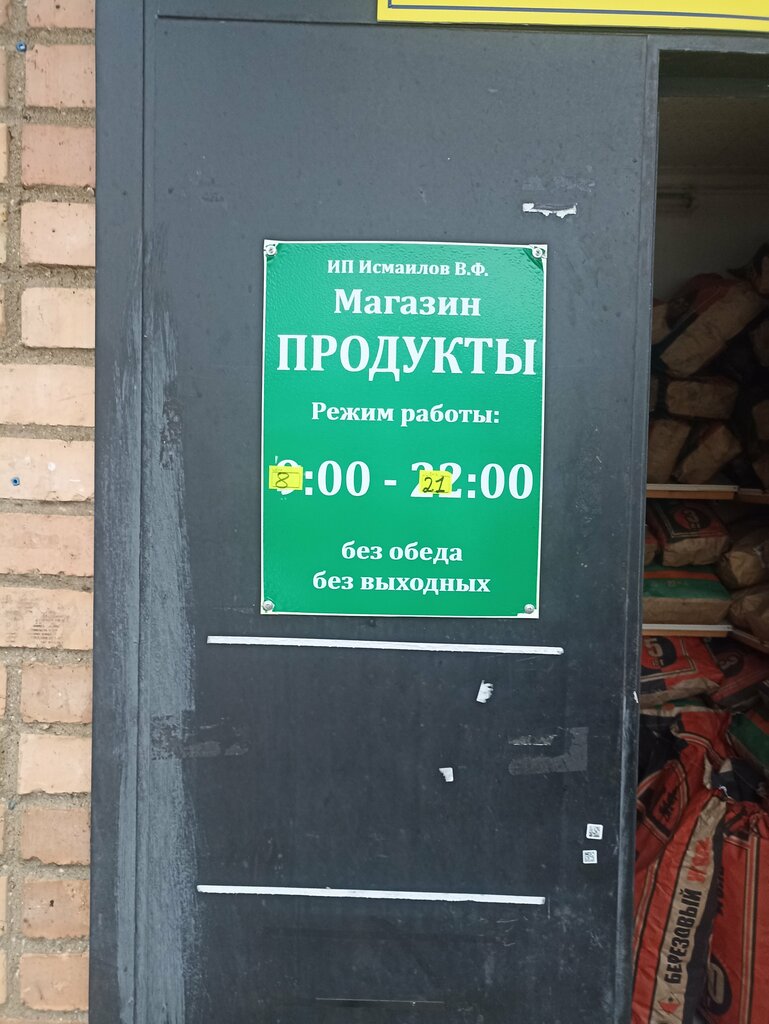 ИП Исмаилов В.Ф.
Магазин
ПРОДУКТЫ
Режим работы:
8:00 - 21:00
без обеда
без выходных
БЕРЕЗОВЫЙ